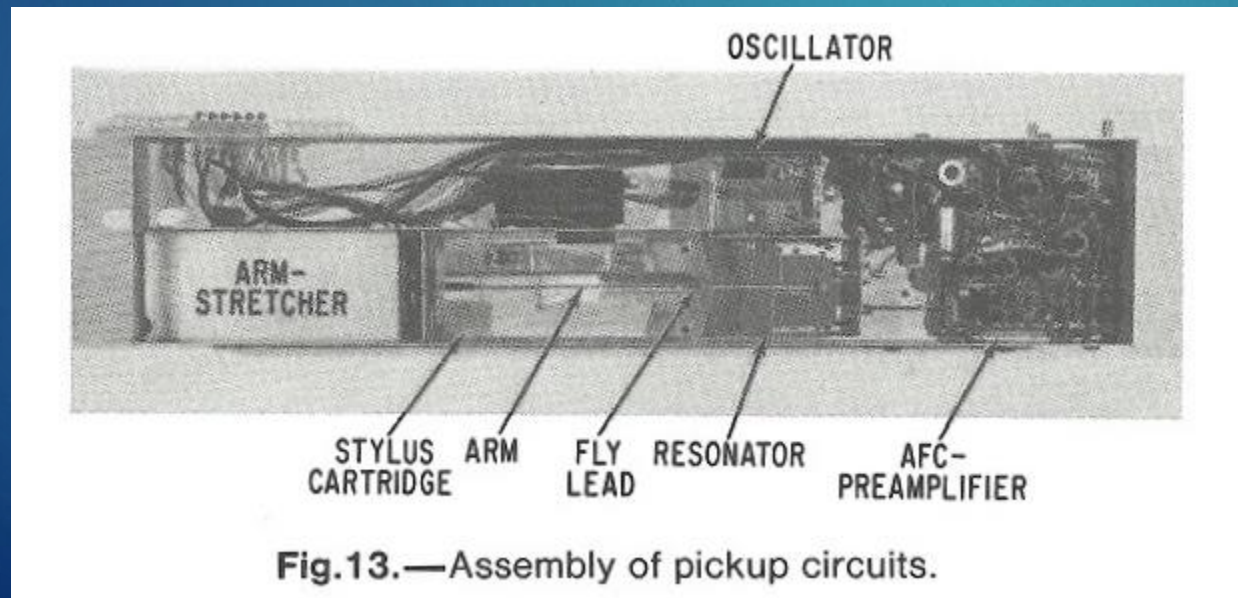 OSCILLATOR
ARM-
STRETCHER
STYLUS
CARTRIDGE
ARM
FLY
LEAD
RESONATOR
AFC-
PREAMPLIFIER
Fig.13.—Assembly of pickup circuits.